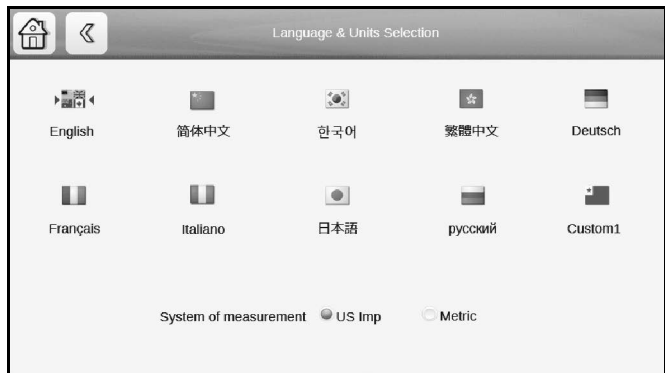 Language & Units Selection
English 简体中文 한국어 繁體中文 Deutsch
Français Italiano 日本語 русский Custom1
System of measurement US Imp Metric